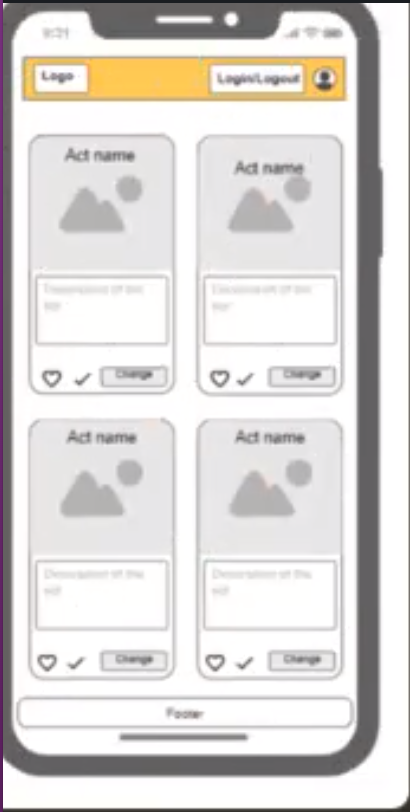 9:21
Logo
Login/Logout
Act name
Act name
Description of the
act
Description of the
act
Change
Change
Act name
Act name
Description of the
act
Description of the
act
Change
Change
Footer